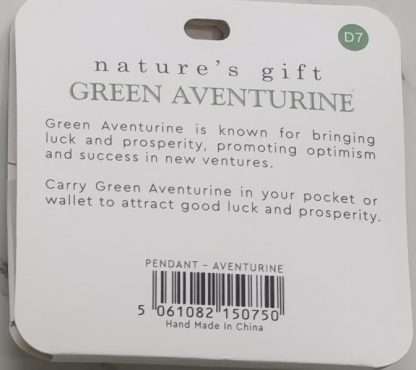 D7
nature's gift
GREEN AVENTURINE
Green Aventurine is known for bringing
luck and prosperity, promoting optimism
and success in new ventures.
Carry Green Aventurine in your pocket or
wallet to attract good luck and prosperity.
PENDANT – AVENTURINE
5 061082 150750
Hand Made In China